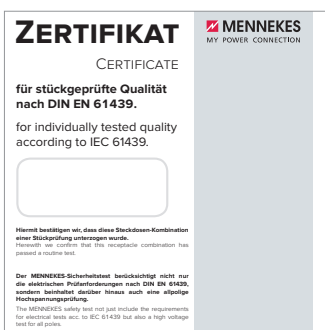 ZERTIFIKAT
CERTIFICATE
für stückgeprüfte Qualität
nach DIN EN 61439.
for individually tested quality
according to IEC 61439.
Hiermit bestätigen wir, dass diese Steckdosen-Kombination
einer Stückprüfung unterzogen wurde.
Herewith we confirm that this receptacle combination has
passed a routine test.
Der MENNEKES-Sicherheitstest berücksichtigt nicht nur
die elektrischen Prüfanforderungen nach DIN EN 61439,
sondern beinhaltet darüber hinaus auch eine allpolige
Hochspannungsprüfung.
The MENNEKES safety test not just include the requirements
for electrical tests acc. to IEC 61439 but also a high voltage
test for all poles.
MENNEKES
MY POWER CONNECTION